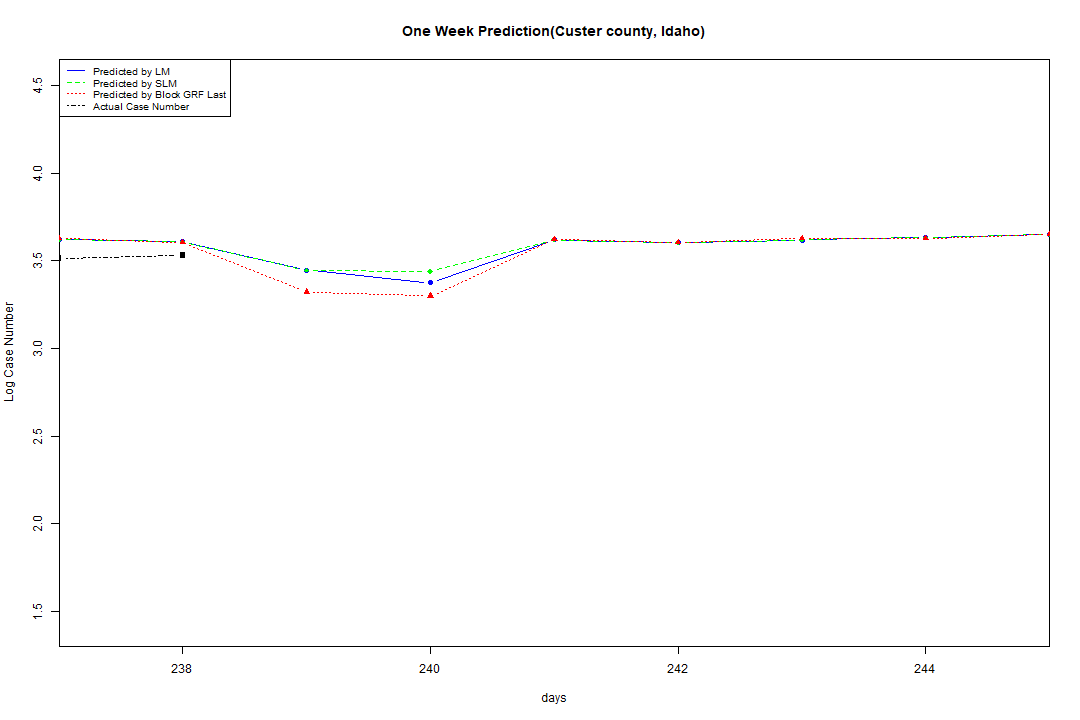 One Week Prediction(Custer county, Idaho)
Predicted by LM
Predicted by SLM
Predicted by Block GRF Last
Actual Case Number
4.5
4.0
3.5
3.0
2.5
2.0
1.5
Log Case Number
238
240
242
244
days